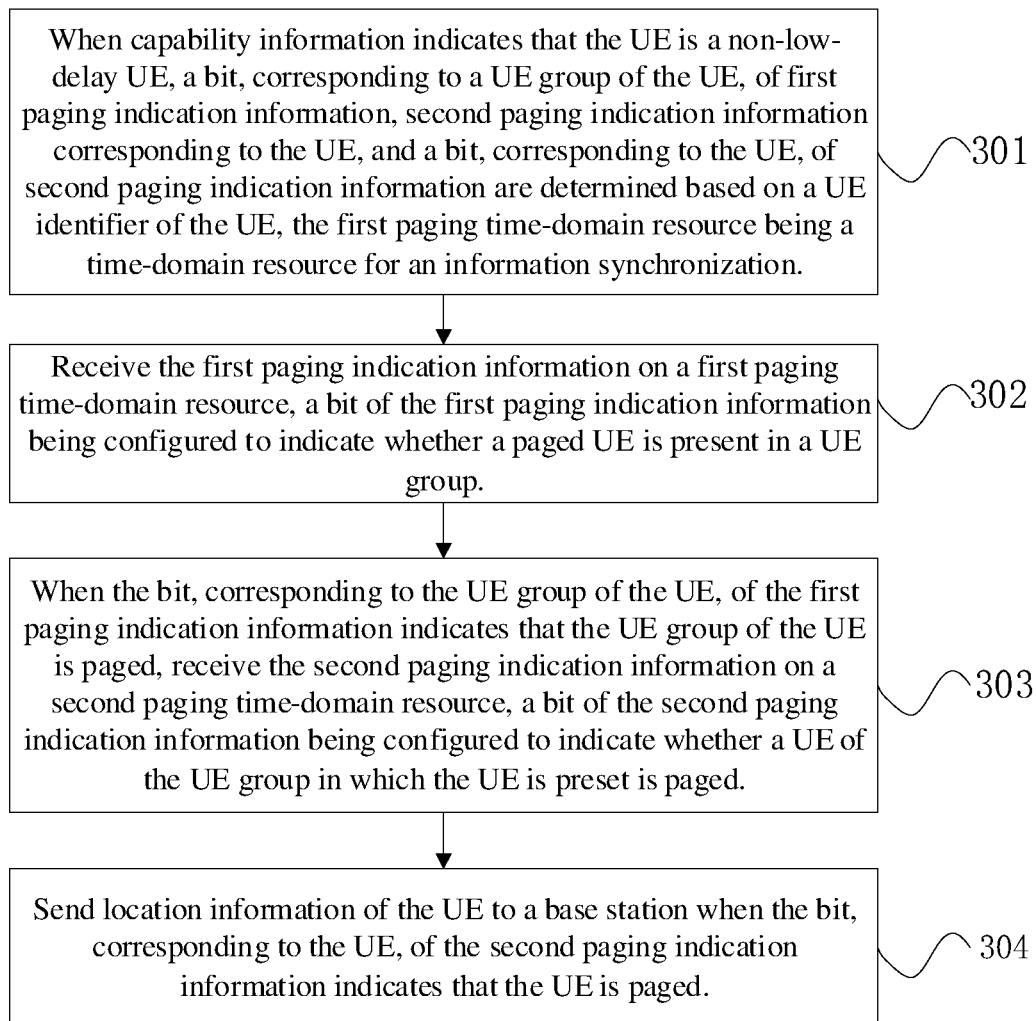 When capability information indicates that the UE is a non-low-
delay UE, a bit, corresponding to a UE group of the UE, of first
paging indication information, second paging indication information
corresponding to the UE, and a bit, corresponding to the UE, of
second paging indication information are determined based on a UE
identifier of the UE, the first paging time-domain resource being a
time-domain resource for an information synchronization.
301
Receive the first paging indication information on a first paging
time-domain resource, a bit of the first paging indication information
being configured to indicate whether a paged UE is present in a UE
group.
302
When the bit, corresponding to the UE group of the UE, of the first
paging indication information indicates that the UE group of the UE
is paged, receive the second paging indication information on a
second paging time-domain resource, a bit of the second paging
indication information being configured to indicate whether a UE of
the UE group in which the UE is preset is paged.
303
Send location information of the UE to a base station when the bit,
corresponding to the UE, of the second paging indication
information indicates that the UE is paged.
304